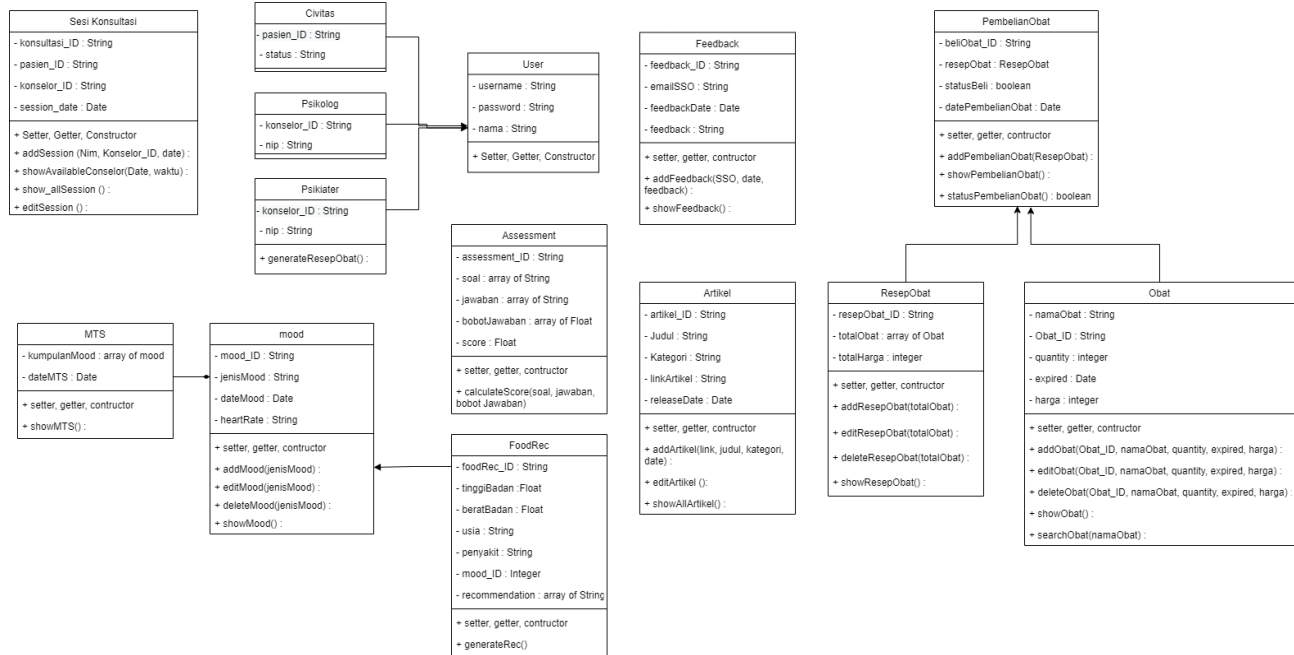 Sesi Konsultasi
- konsultasi_ID : String
- pasien_ID : String
- konselor_ID : String
- session_date : Date
+ Setter, Getter, Constructor
+ addSession (Nim, Konselor_ID, date) :
+ showAvailableConselor(Date, waktu) :
+ show_allSession () :
+ editSession () :
Civitas
- pasien_ID : String
- status : String
Psikolog
- konselor_ID : String
- nip : String
Psikiater
- konselor_ID : String
- nip : String
+ generateResepObat() :
User
- username : String
- password : String
- nama : String
+ Setter, Getter, Constructor
Feedback
- feedback_ID : String
- emailSSO : String
- feedbackDate : Date
- feedback : String
+ setter, getter, contructor
+ addFeedback(SSO, date,
feedback) :
+ showFeedback() :
PembelianObat
- beliObat_ID : String
- resepObat : ResepObat
- statusBeli : boolean
- datePembelianObat : Date
+ setter, getter, contructor
+ addPembelianObat(ResepObat) :
+ showPembelianObat() :
+ statusPembelianObat() : boolean
MTS
- kumpulanMood : array of mood
- dateMTS : Date
+ setter, getter, contructor
+ showMTS() :
mood
- mood_ID : String
- jenisMood : String
- dateMood : Date
- heartRate : String
+ setter, getter, contructor
+ addMood(jenisMood) :
+ editMood(jenisMood) :
+ deleteMood(jenisMood) :
+ showMood() :
Assessment
- assessment_ID : String
- soal : array of String
- jawaban : array of String
- bobotJawaban : array of Float
- score : Float
+ setter, getter, contructor
+ calculateScore(soal, jawaban,
bobot Jawaban)
FoodRec
- foodRec_ID : String
- tinggiBadan :Float
- beratBadan : Float
- usia : String
- penyakit : String
- mood_ID : Integer
- recommendation : array of String
+ setter, getter, contructor
+ generateRec()
Artikel
- artikel_ID : String
- Judul : String
- Kategori : String
- linkArtikel : String
- releaseDate : Date
+ setter, getter, contructor
+ addArtikel(link, judul, kategori,
date) :
+ editArtikel () :
+ showAllArtikel() :
ResepObat
- resepObat_ID : String
- totalObat : array of Obat
- totalHarga : integer
+ setter, getter, contructor
+ addResepObat(totalObat) :
+ editResepObat(totalObat) :
+ deleteResepObat(totalObat) :
+ showResepObat() :
Obat
- namaObat : String
- Obat_ID : String
- quantity : integer
- expired : Date
- harga : integer
+ setter, getter, contructor
+ addObat(Obat_ID, namaObat, quantity, expired, harga) :
+ editObat(Obat_ID, namaObat, quantity, expired, harga) :
+ deleteObat(Obat_ID, namaObat, quantity, expired, harga) :
+ showObat() :
+ searchObat(namaObat) :